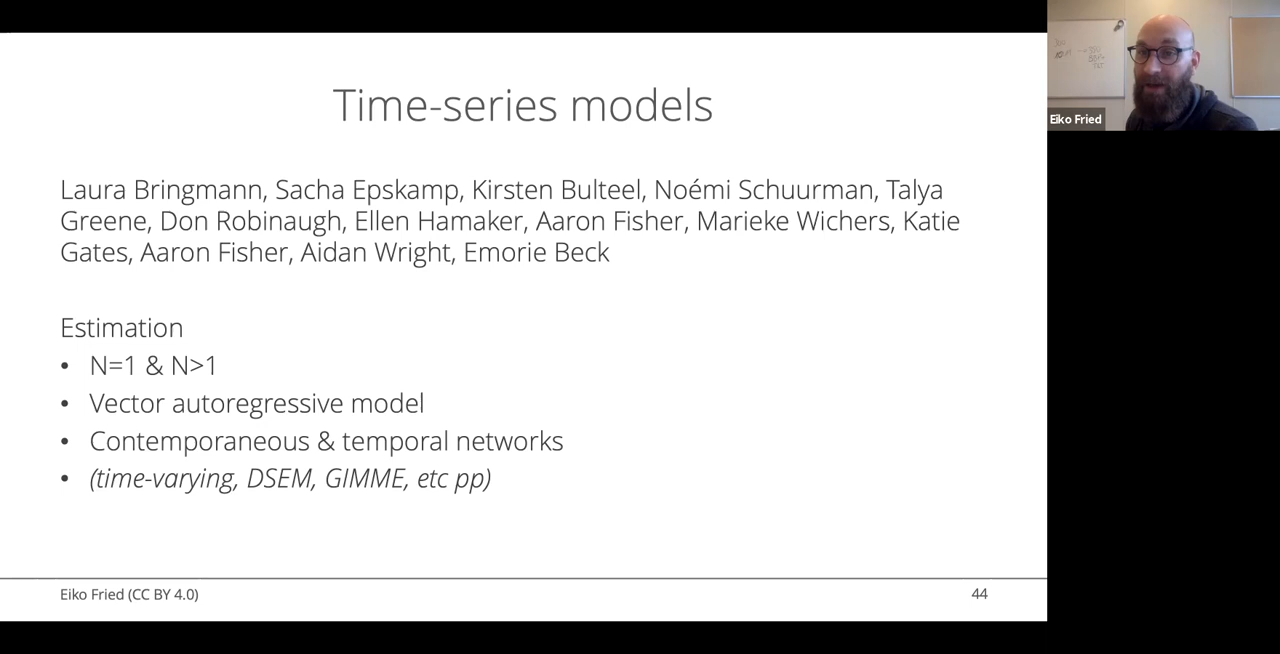 Time-series models
Laura Bringmann, Sacha Epskamp, Kirsten Bulteel, Noémi Schuurman, Talya
Greene, Don Robinaugh, Ellen Hamaker, Aaron Fisher, Marieke Wichers, Katie
Gates, Aaron Fisher, Aidan Wright, Emorie Beck
Estimation
• N=1 & N>1
• Vector autoregressive model
• Contemporaneous & temporal networks
• (time-varying, DSEM, GIMME, etc pp)
Eiko Fried (CC BY 4.0)
44
Eiko Fried